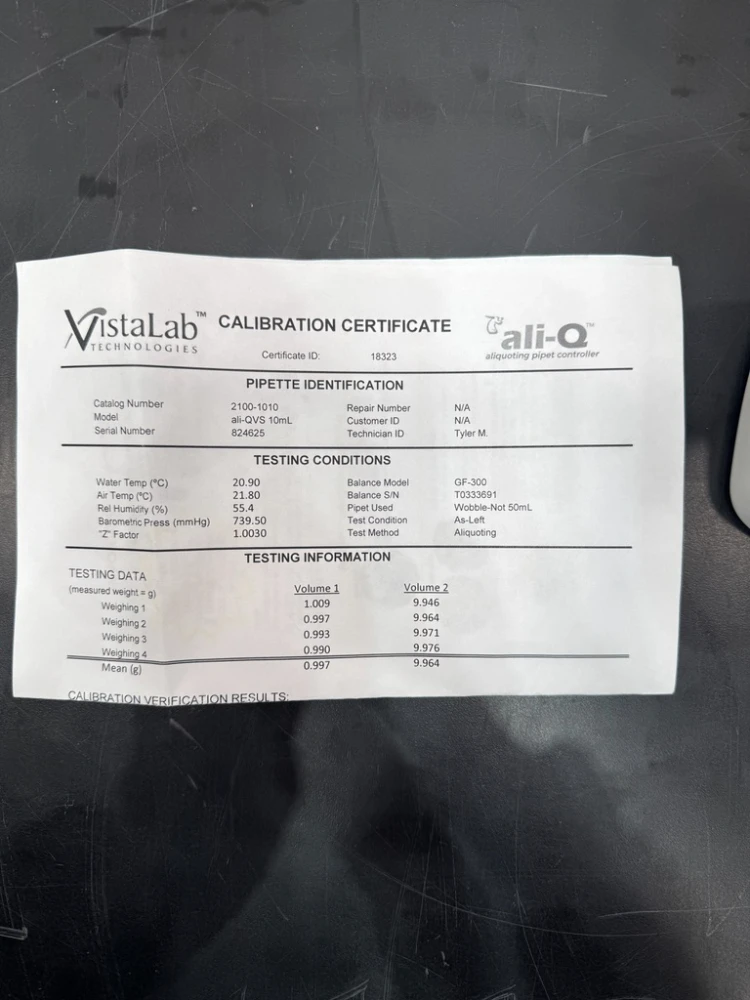 VistaLab™ CALIBRATION CERTIFICATE ali-Q™
TECHNOLOGIES aliquoting pipet controller
Certificate ID: 18323
PIPETTE IDENTIFICATION
Catalog Number 2100-1010 Repair Number N/A
Model ali-QVS 10mL Customer ID N/A
Serial Number 824625 Technician ID Tyler M.
TESTING CONDITIONS
Water Temp (°C) 20.90 Balance Model GF-300
Air Temp (°C) 21.80 Balance S/N T0333691
Rel Humidity (%) 55.4 Pipet Used Wobble-Not 50mL
Barometric Press (mmHg) 739.50 Test Condition As-Left
"Z" Factor 1.0030 Test Method Aliquoting
TESTING INFORMATION
TESTING DATA
(measured weight = g) Volume 1 Volume 2
Weighing 1 1.009 9.946
Weighing 2 0.997 9.964
Weighing 3 0.993 9.971
Weighing 4 0.990 9.976
Mean (g) 0.997 9.964
CALIBRATION VERIFICATION RESULTS: